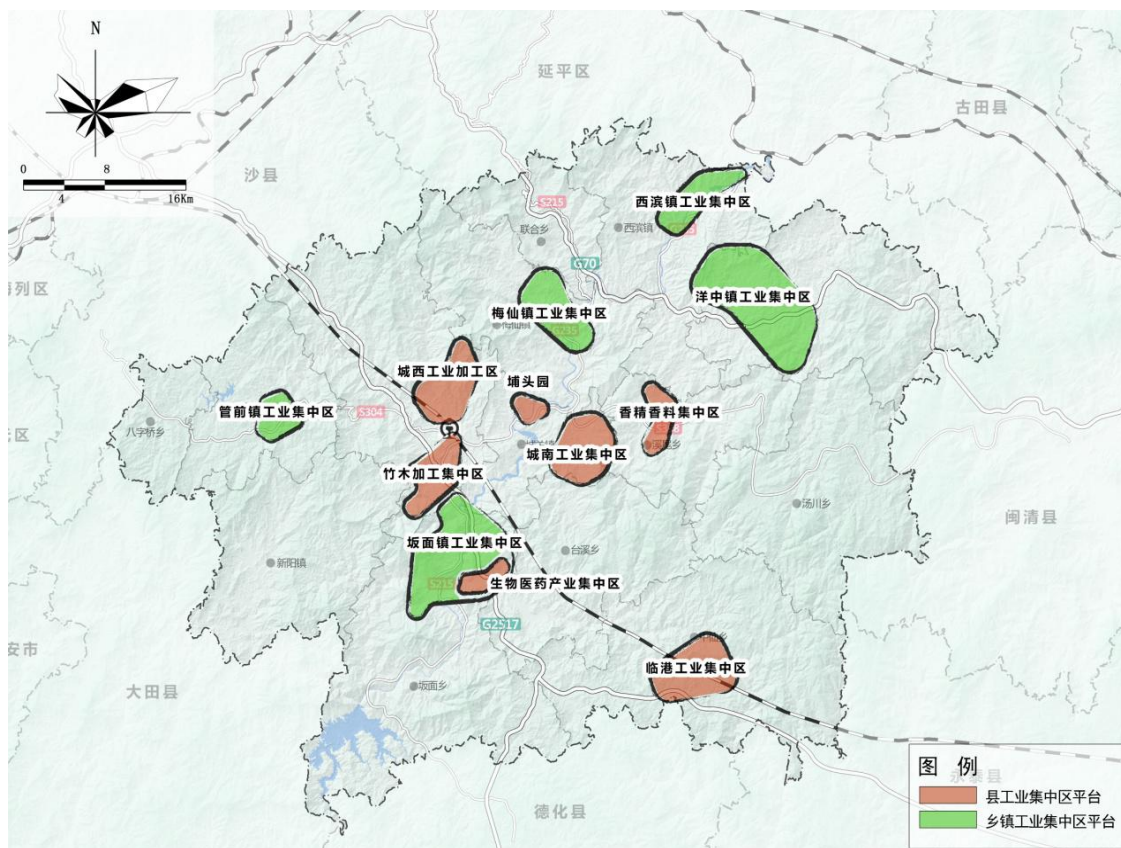 N
0 8
4 16Km
延平区
古田县
沙县
S215
西滨镇工业集中区
西滨镇
联合乡
G70
洋中镇工业集中区
梅仙镇工业集中区
梅仙镇
G235
城西工业加工区
埔头园
管前镇工业集中区
S304
香精香料集中区
八字桥乡
城南工业集中区
竹木加工集中区
汤川乡
闽清县
坂面镇工业集中区
台溪乡
新阳镇
生物医药产业集中区
S215
G2517
临港工业集中区
大田县
坂面乡
德化县
永泰县
图 例
县工业集中区平台
乡镇工业集中区平台